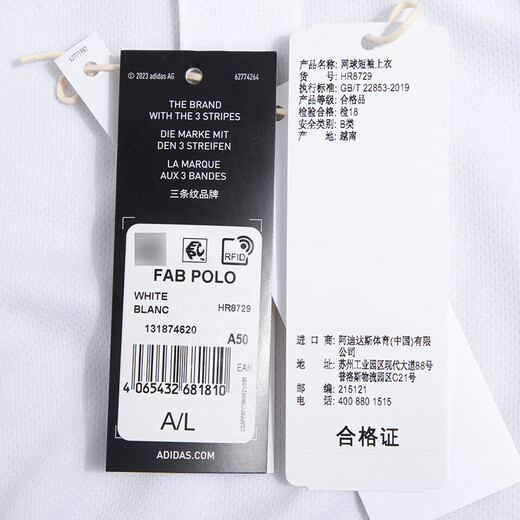 © 2023 adidas AG
62774264
THE BRAND
WITH THE 3 STRIPES
DIE MARKE MIT
DEN 3 STREIFEN
LA MARQUE
AUX 3 BANDES
三条纹品牌
RFID
FAB POLO
WHITE
BLANC
HR8729
131874620
A50
EAN
4 065432 681810
A/L
ADIDAS.COM
62771997
产品名称: 网球短袖上衣
货 号: HR8729
执行标准: GB/T 22853-2019
产品等级: 合格品
检验合格: 检18
安全类别: B类
产 地: 越南
进 口 商: 阿迪达斯体育(中国)有限
公司
地 址: 苏州工业园区现代大道88号
普洛斯物流园区C21号
邮 编: 215121
电 话: 400 880 1515
合格证